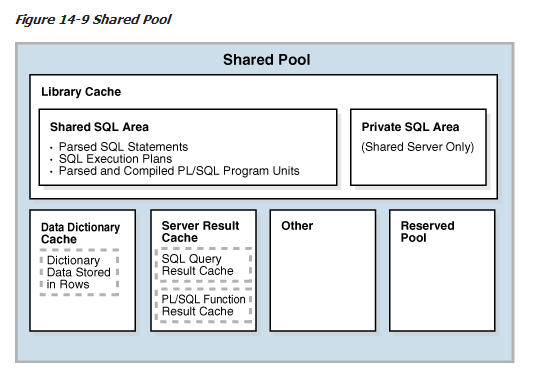 Figure 14-9 Shared Pool
Shared Pool
Library Cache
Shared SQL Area
· Parsed SQL Statements
· SQL Execution Plans
· Parsed and Compiled PL/SQL Program Units
Private SQL Area
(Shared Server Only)
Data Dictionary
Cache
Dictionary
Data Stored
in Rows
Server Result
Cache
SQL Query
Result Cache
PL/SQL Function
Result Cache
Other
Reserved
Pool